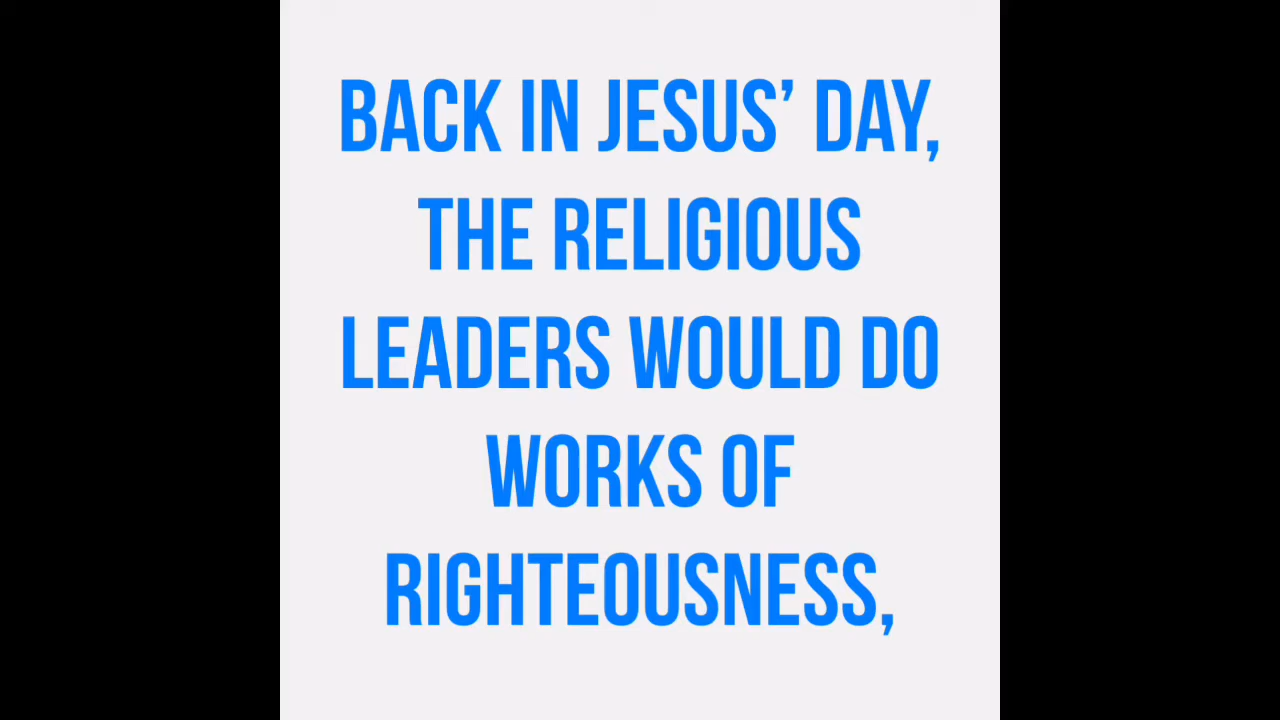 BACK IN JESUS’ DAY,
THE RELIGIOUS
LEADERS WOULD DO
WORKS OF
RIGHTEOUSNESS,